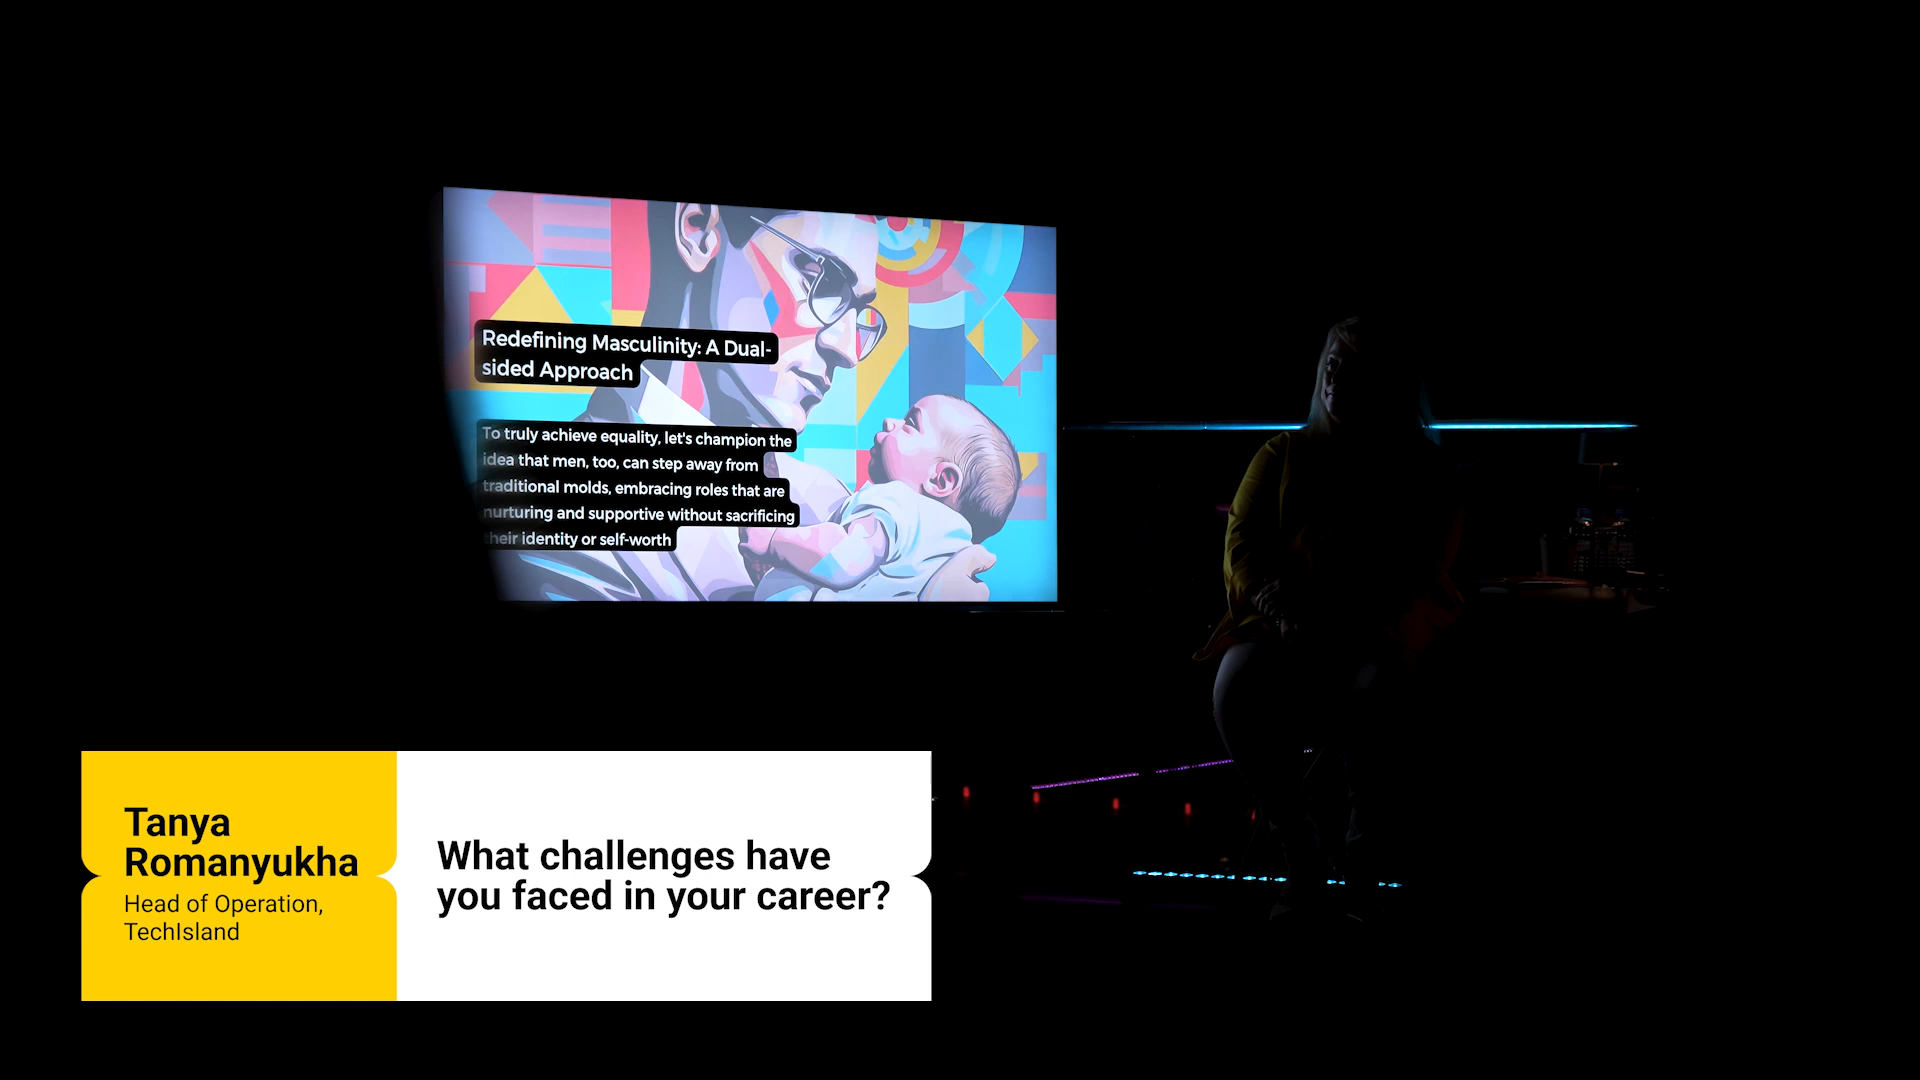 Redefining Masculinity: A Dual-
sided Approach
To truly achieve equality, let's champion the
idea that men, too, can step away from
traditional molds, embracing roles that are
nurturing and supportive without sacrificing
their identity or self-worth
Tanya
Romanyukha
Head of Operation,
TechIsland
What challenges have
you faced in your career?